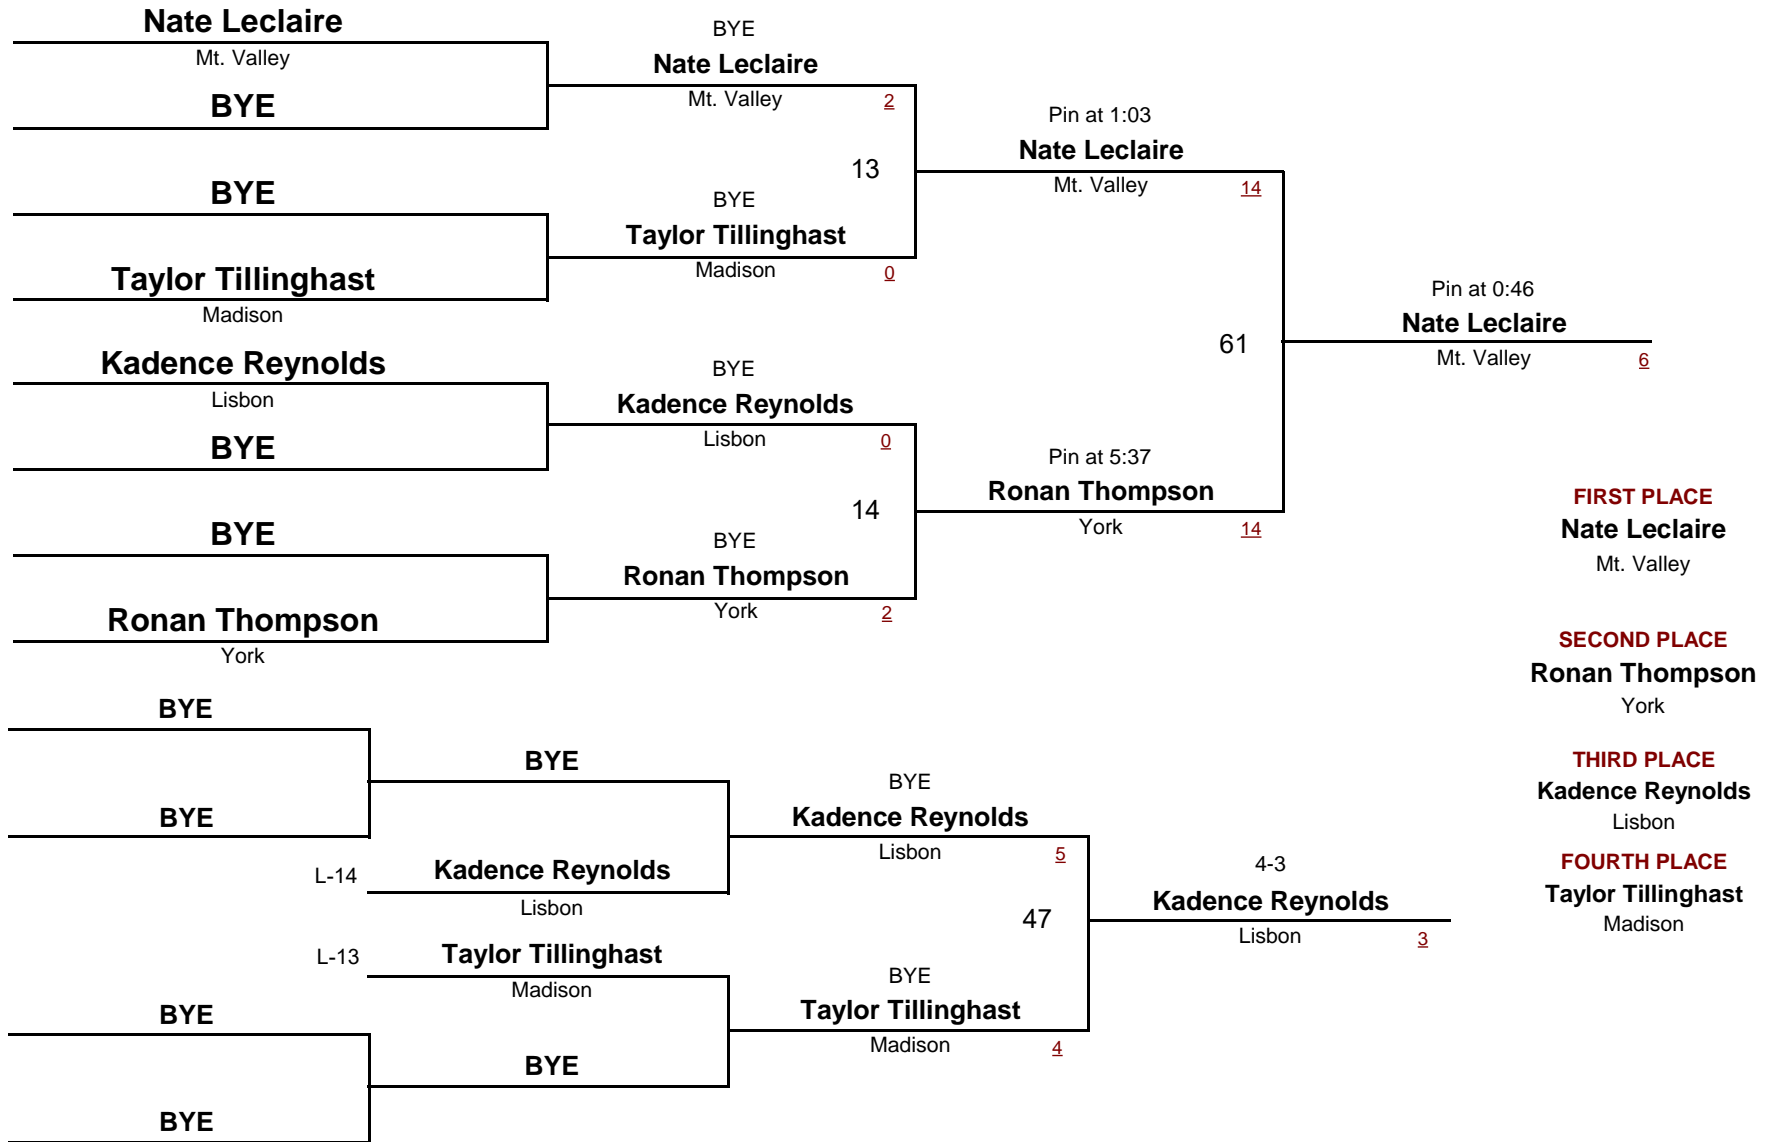 Nate Leclaire
Mt. Valley
BYE
BYE
Taylor Tillinghast
Madison
Kadence Reynolds
Lisbon
BYE
BYE
Ronan Thompson
York
BYE
Nate Leclaire
Mt. Valley
2
13
BYE
Taylor Tillinghast
Madison
0
BYE
Kadence Reynolds
Lisbon
0
14
BYE
Ronan Thompson
York
2
Pin at 1:03
Nate Leclaire
Mt. Valley
14
61
Pin at 5:37
Ronan Thompson
York
14
Pin at 0:46
Nate Leclaire
Mt. Valley
6
FIRST PLACE
Nate Leclaire
Mt. Valley
SECOND PLACE
Ronan Thompson
York
THIRD PLACE
Kadence Reynolds
Lisbon
FOURTH PLACE
Taylor Tillinghast
Madison
BYE
BYE
BYE
BYE
BYE
L-14
Kadence Reynolds
Lisbon
L-13
Taylor Tillinghast
Madison
BYE
BYE
Kadence Reynolds
Lisbon
5
47
BYE
Taylor Tillinghast
Madison
4
4-3
Kadence Reynolds
Lisbon
3